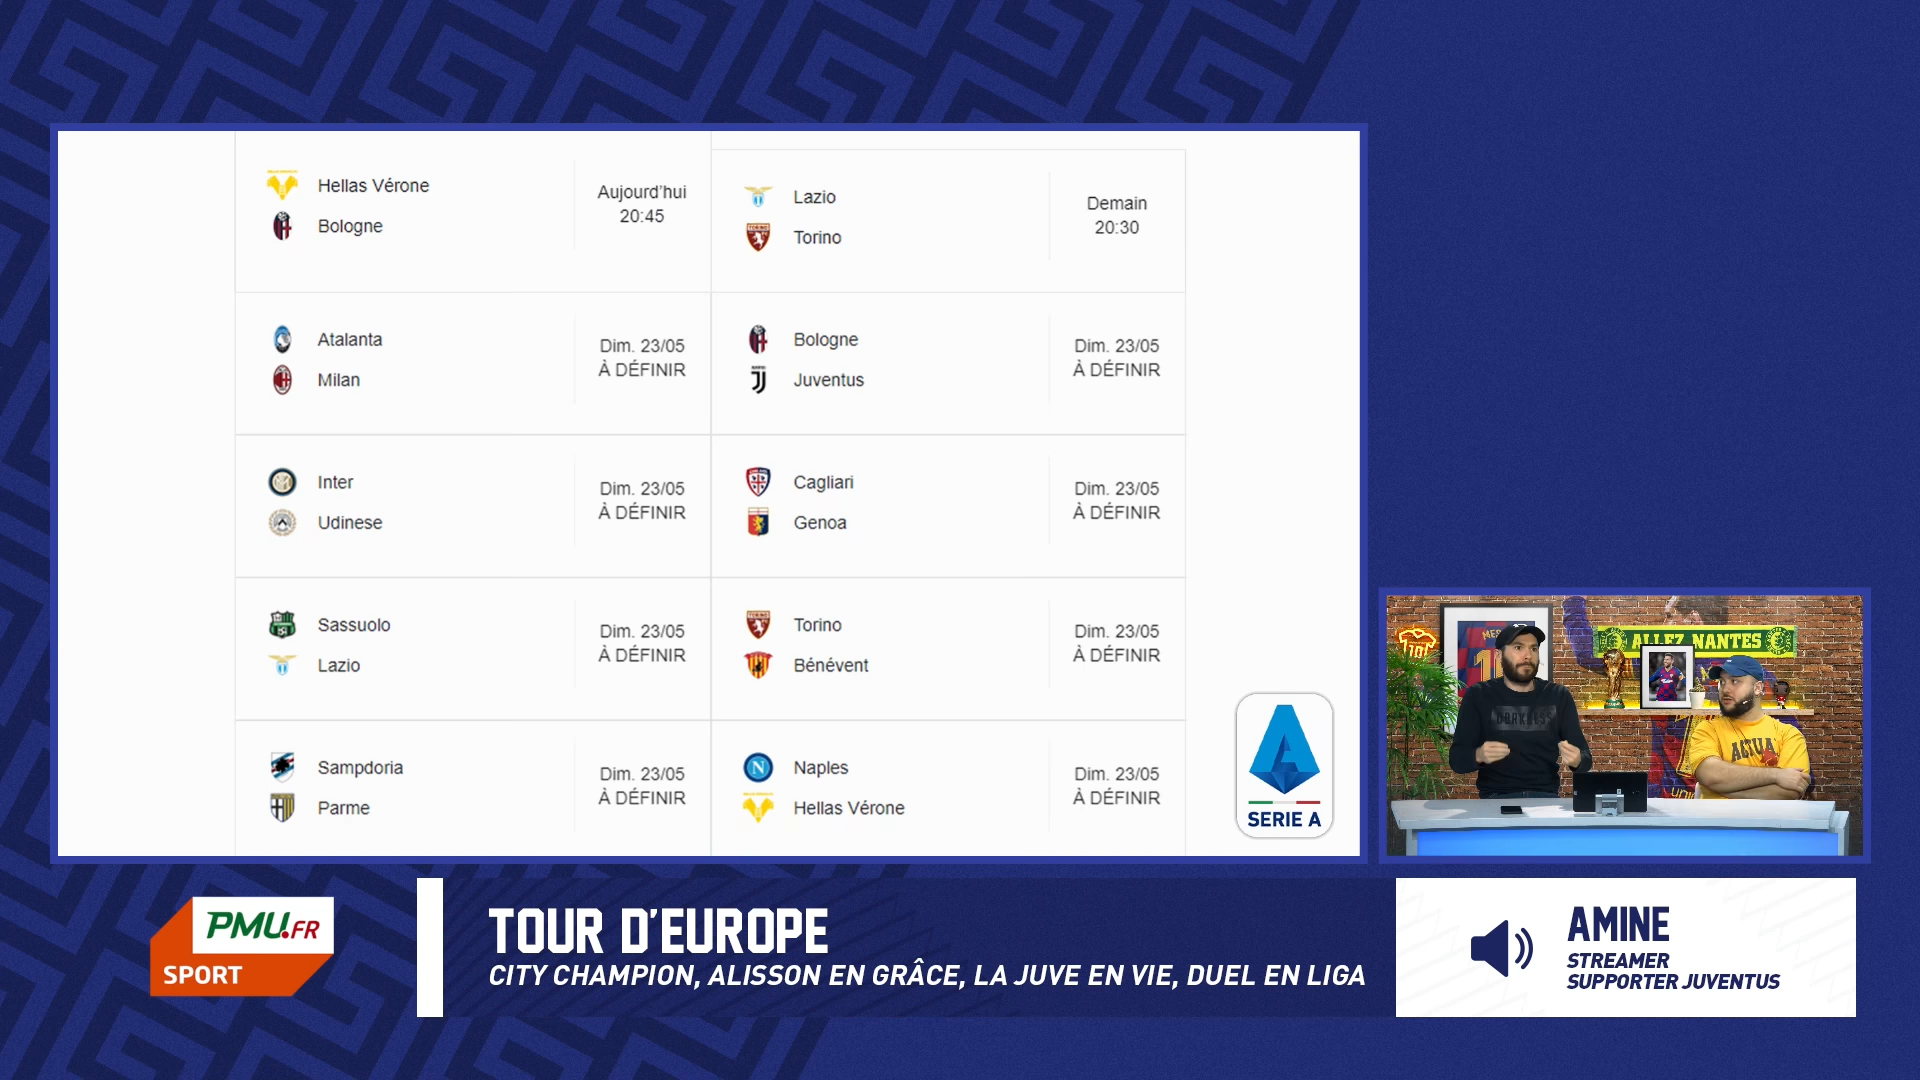 Hellas Vérone
Bologne
Aujourd'hui
20:45
Lazio
Torino
Demain
20:30
Atalanta
Milan
Dim. 23/05
À DÉFINIR
Bologne
Juventus
Dim. 23/05
À DÉFINIR
Inter
Udinese
Dim. 23/05
À DÉFINIR
Cagliari
Genoa
Dim. 23/05
À DÉFINIR
Sassuolo
Lazio
Dim. 23/05
À DÉFINIR
Torino
Bénévent
Dim. 23/05
À DÉFINIR
Sampdoria
Parme
Dim. 23/05
À DÉFINIR
Naples
Hellas Vérone
Dim. 23/05
À DÉFINIR
SERIE A
ALLEZ NANTES
DARKNESS
ACTUA
PMU.FR
SPORT
TOUR D'EUROPE
CITY CHAMPION, ALISSON EN GRÂCE, LA JUVE EN VIE, DUEL EN LIGA
AMINE
STREAMER
SUPPORTER JUVENTUS